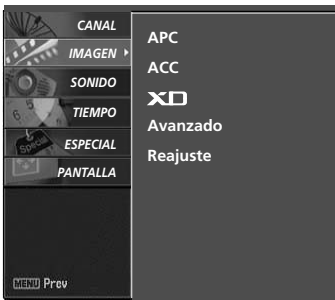 CANAL
IMAGEN
SONIDO
TIEMPO
ESPECIAL
PANTALLA
MENU Prev
APC
ACC
XD
Avanzado
Reajuste